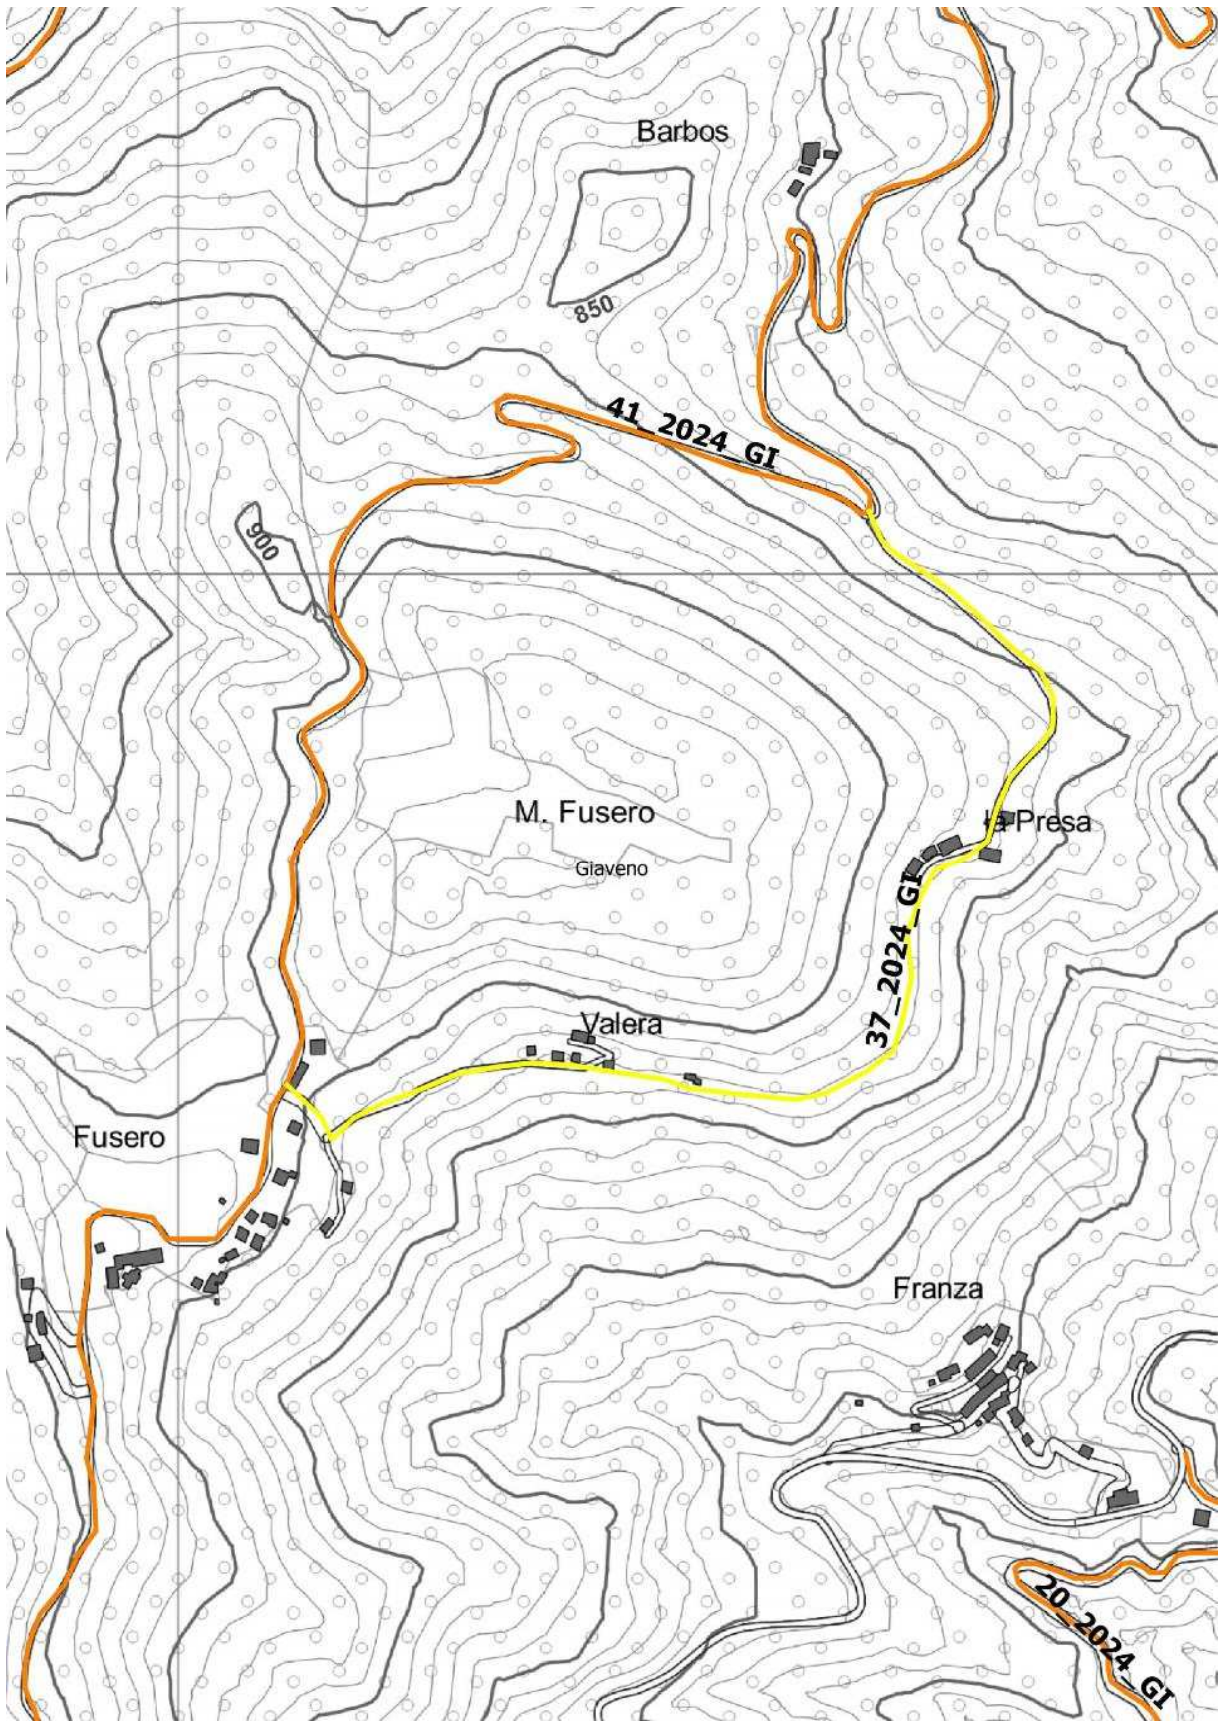 Barbos
850
41_2024_GI
900
M. Fusero
la Presa
Giaveno
37_2024_GI
Valera
Fusero
Franza
20_2024_GI